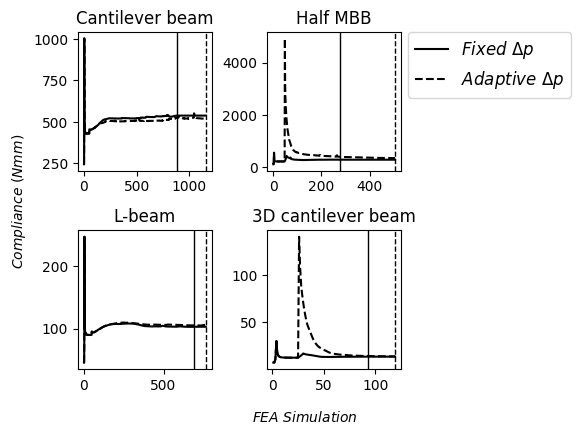 Cantilever beam
Half MBB
Fixed Δp
Adaptive Δp
1000
750
500
250
0 500 1000
4000
2000
0
0 200 400
Compliance (Nmm)
L-beam
3D cantilever beam
200
100
0 500
100
50
0 50 100
FEA Simulation